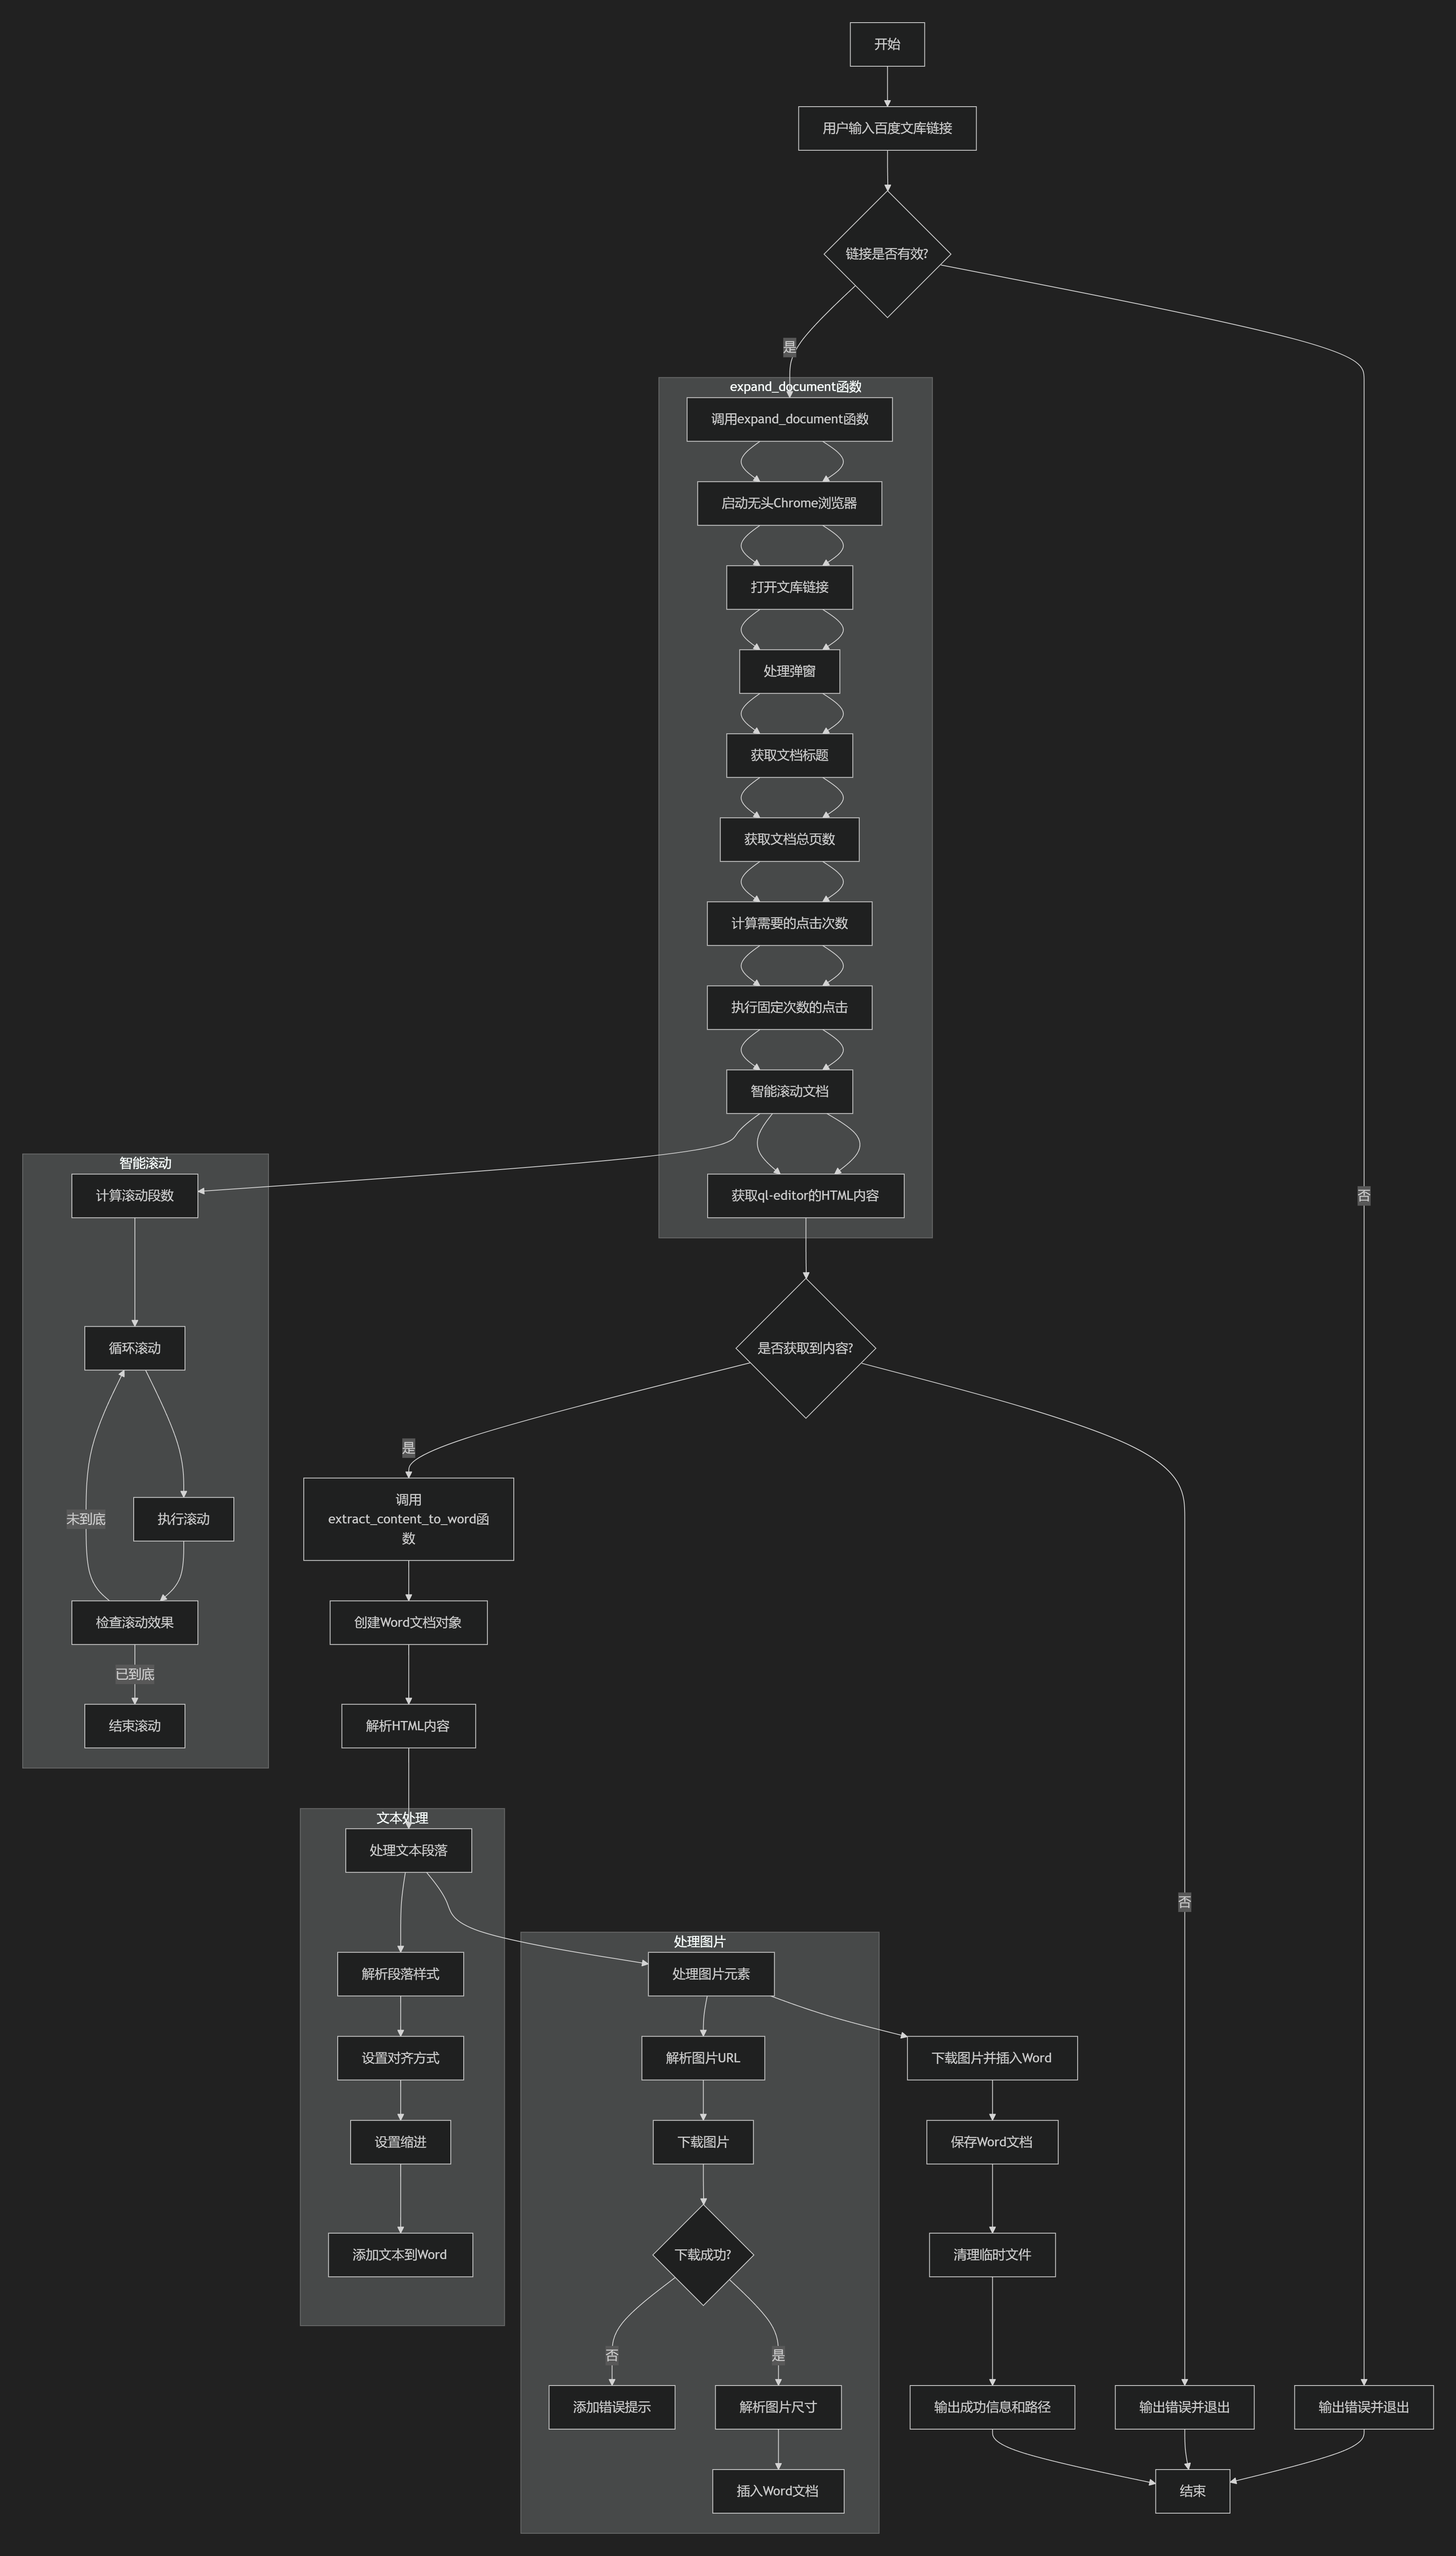 开始
用户输入百度文库链接
链接是否有效?
是
否
expand_document函数
调用expand_document函数
启动无头Chrome浏览器
打开文库链接
处理弹窗
获取文档标题
获取文档总页数
计算需要的点击次数
执行固定次数的点击
智能滚动文档
获取ql-editor的HTML内容
智能滚动
计算滚动段数
循环滚动
执行滚动
未到底
检查滚动效果
已到底
结束滚动
是否获取到内容?
是
否
调用
extract_content_to_word函
数
创建Word文档对象
解析HTML内容
文本处理
处理文本段落
解析段落样式
设置对齐方式
设置缩进
添加文本到Word
处理图片
处理图片元素
解析图片URL
下载图片
下载成功?
否
是
添加错误提示
解析图片尺寸
插入Word文档
下载图片并插入Word
保存Word文档
清理临时文件
输出成功信息和路径
输出错误并退出
输出错误并退出
结束